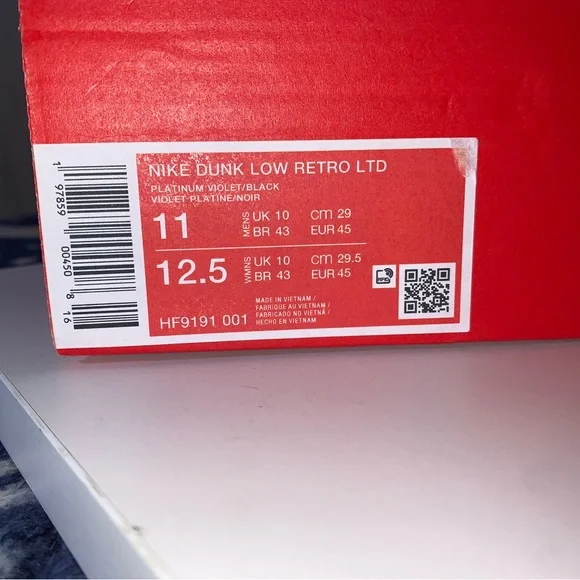 1 97859 00450 8 16
NIKE DUNK LOW RETRO LTD
PLATINUM VIOLET/BLACK
VIOLET PLATINE/NOIR
11 MENS UK 10 CM 29
BR 43 EUR 45
12.5 WMNS UK 10 CM 29.5
BR 43 EUR 45
MADE IN VIETNAM /
FABRIQUE AU VIETNAM /
FABRICADO NO VIETNÃ /
HECHO EN VIETNAM
HF9191 001